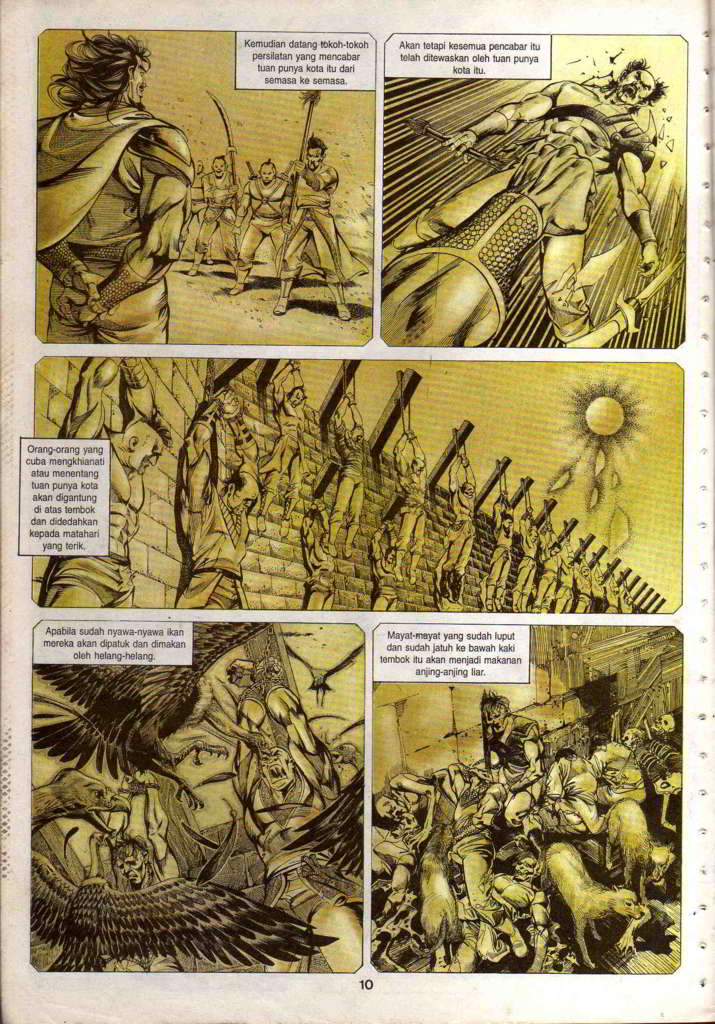 Kemudian datang tokoh-tokoh
persilatan yang mencabar
tuan punya kota itu dari
semasa ke semasa.
Akan tetapi kesemua pencabar itu
telah ditewaskan oleh tuan punya
kota itu.
Orang-orang yang
cuba mengkhianati
atau menentang
tuan punya kota
akan digantung
di atas tembok
dan didedahkan
kepada matahari
yang terik.
Apabila sudah nyawa-nyawa ikan
mereka akan dipatuk dan dimakan
oleh helang-helang.
Mayat-mayat yang sudah luput
dan sudah jatuh ke bawah kaki
tembok itu akan menjadi makanan
anjing-anjing liar.
10